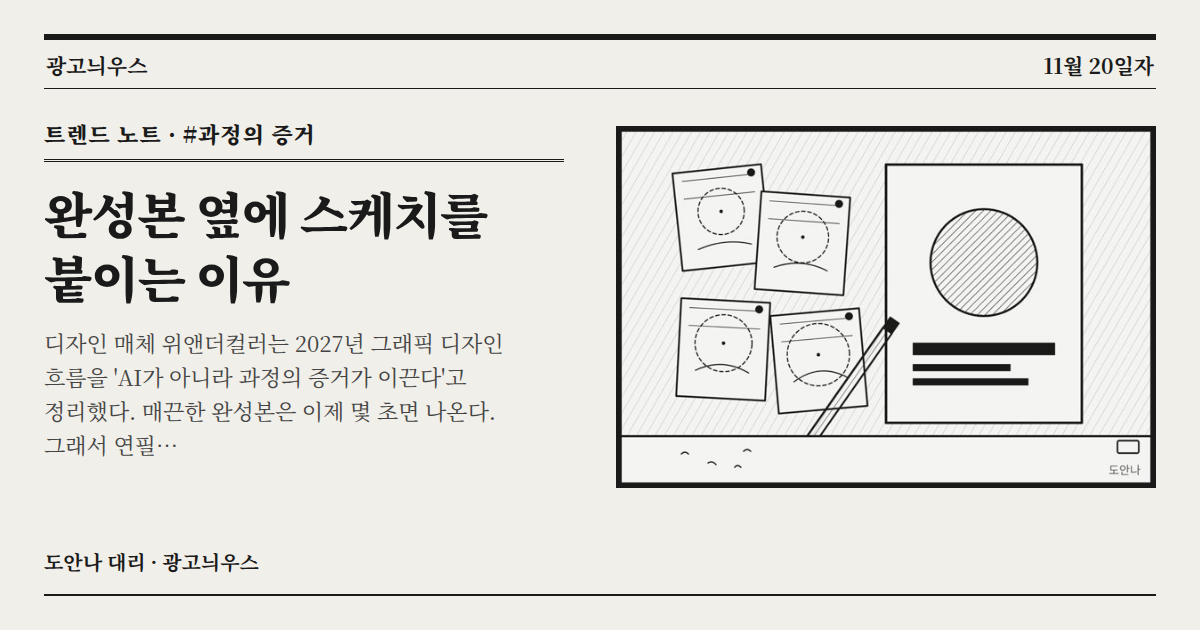 광고늬우스
11월 20일자
트렌드 노트 · #과정의 증거
완성본 옆에 스케치를
붙이는 이유
디자인 매체 위앤더컬러는 2027년 그래픽 디자인
흐름을 'AI가 아니라 과정의 증거가 이끈다'고
정리했다. 매끈한 완성본은 이제 몇 초면 나온다.
그래서 연필…
도안나
도안나 대리 · 광고늬우스